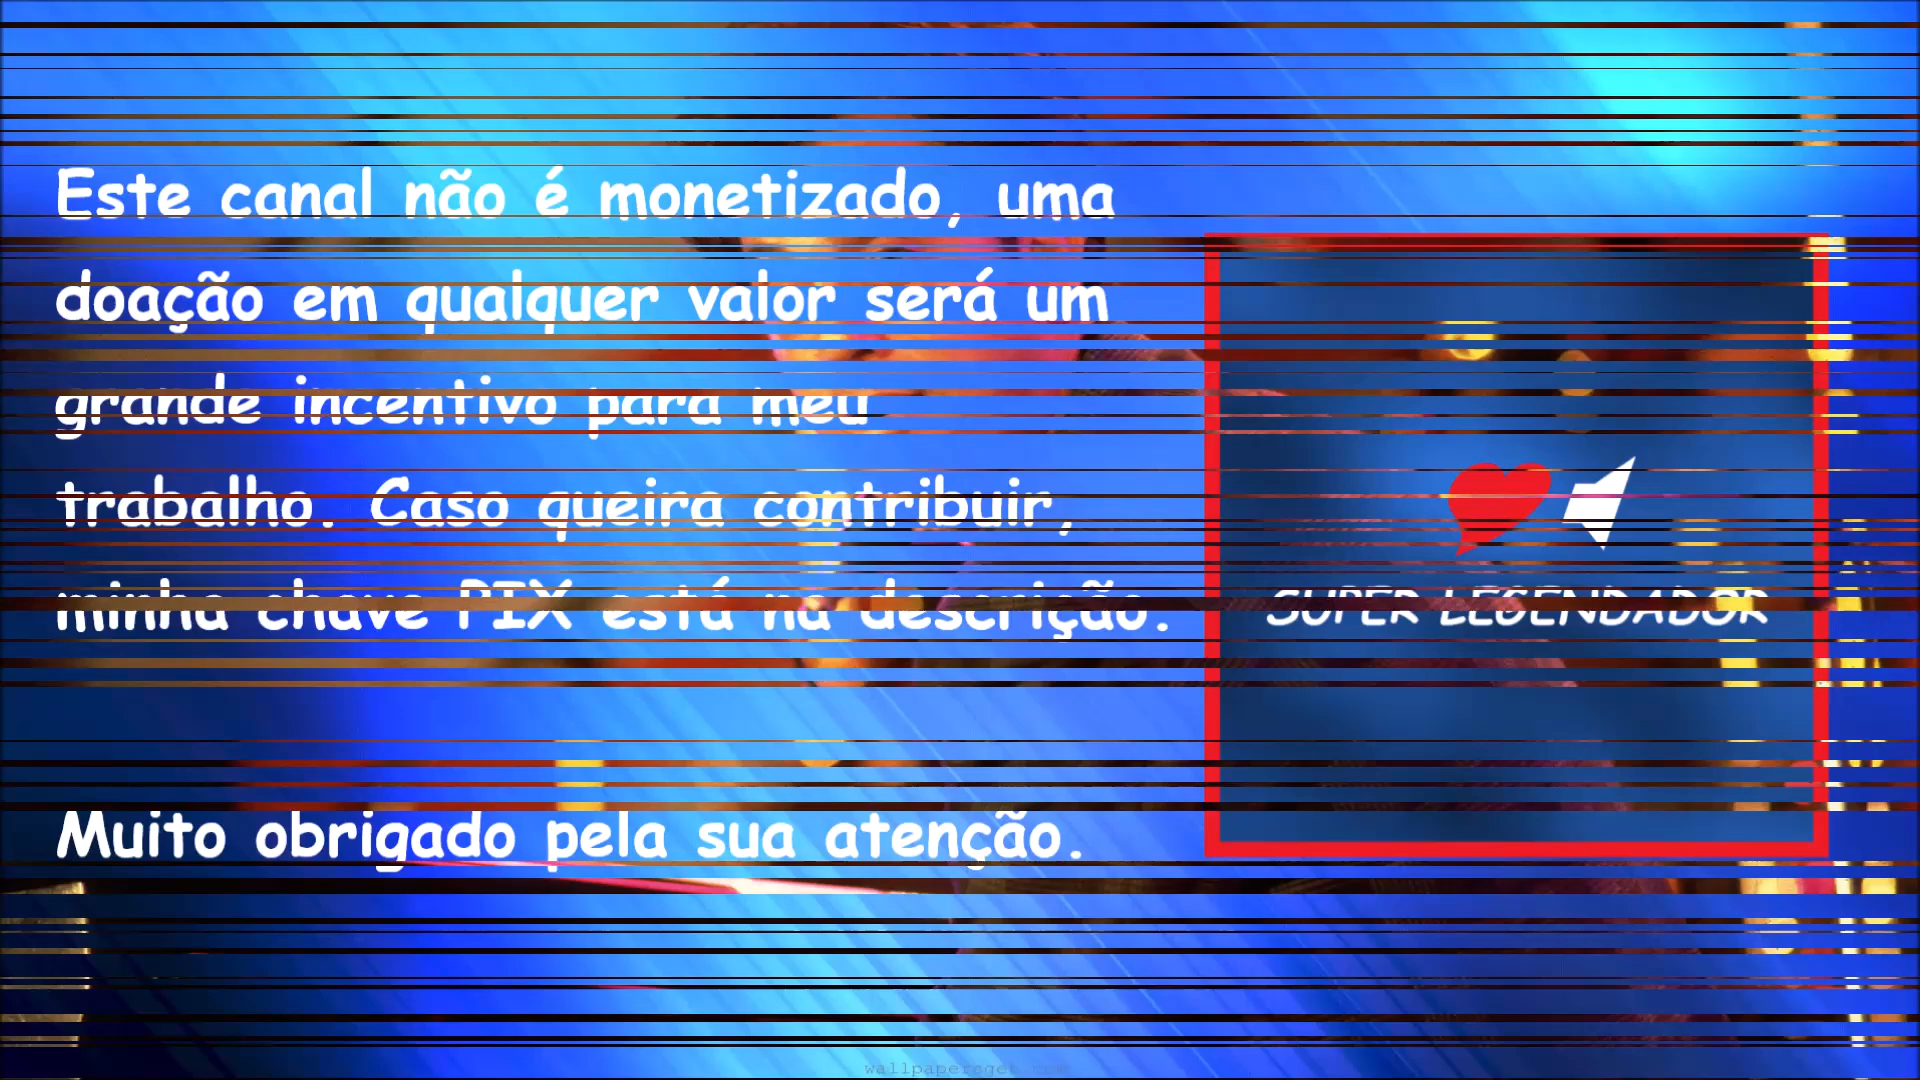 Este canal não é monetizado, uma
doação em qualquer valor será um
grande incentivo para meu
trabalho. Caso queira contribuir,
minha chave PIX está na descrição.
SUPER LEGENDADOR
Muito obrigado pela sua atenção.